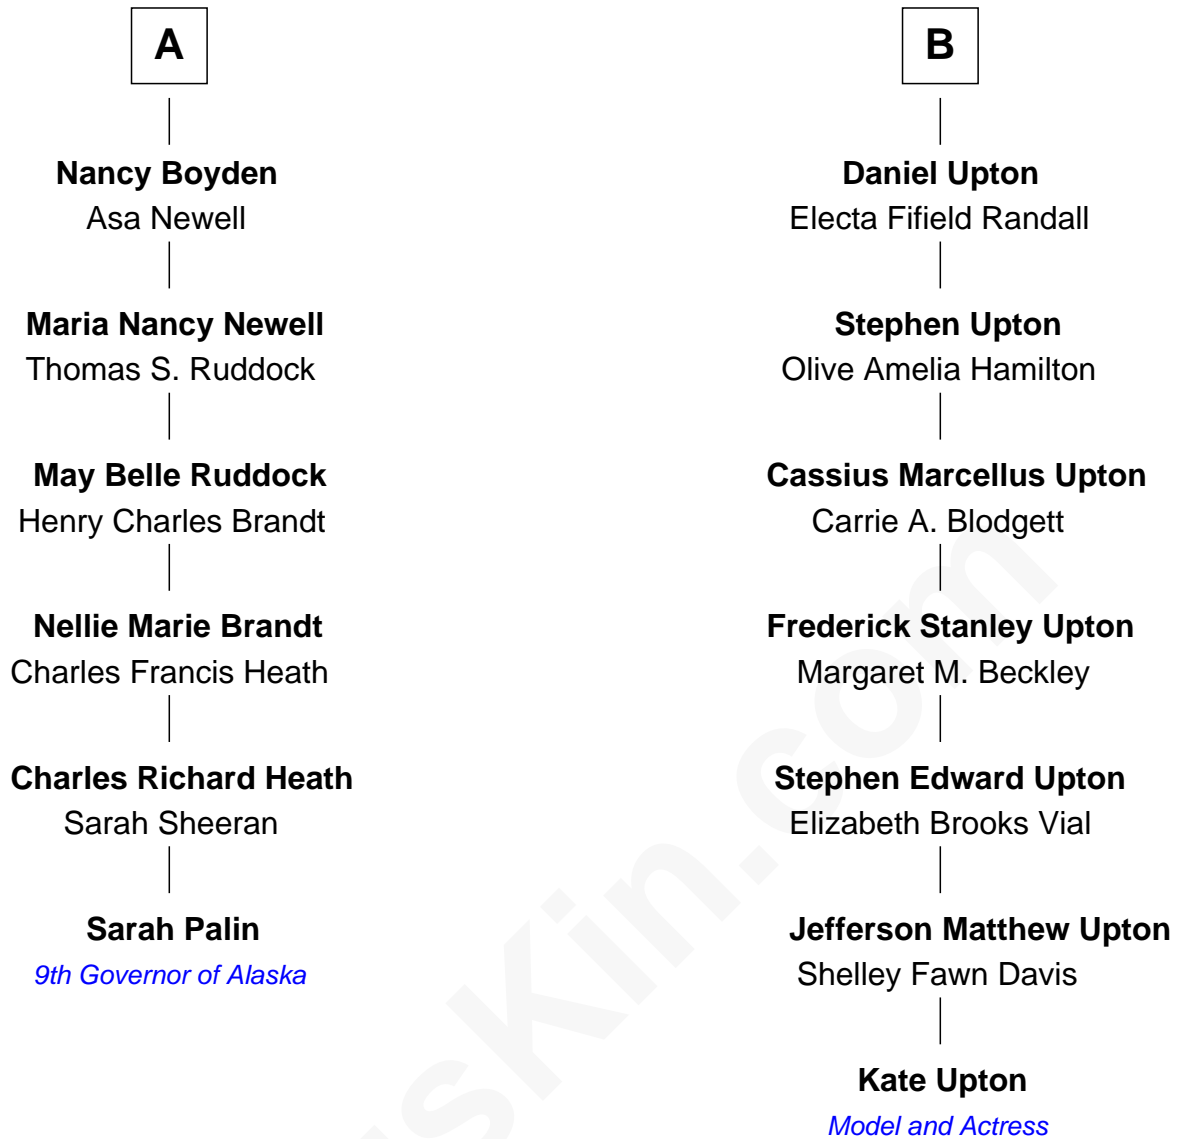 A
Nancy Boyden
Asa Newell
Maria Nancy Newell
Thomas S. Ruddock
May Belle Ruddock
Henry Charles Brandt
Nellie Marie Brandt
Charles Francis Heath
Charles Richard Heath
Sarah Sheeran
Sarah Palin
9th Governor of Alaska
B
Daniel Upton
Electa Fifield Randall
Stephen Upton
Olive Amelia Hamilton
Cassius Marcellus Upton
Carrie A. Blodgett
Frederick Stanley Upton
Margaret M. Beckley
Stephen Edward Upton
Elizabeth Brooks Vial
Jefferson Matthew Upton
Shelley Fawn Davis
Kate Upton
Model and Actress
sKin.com